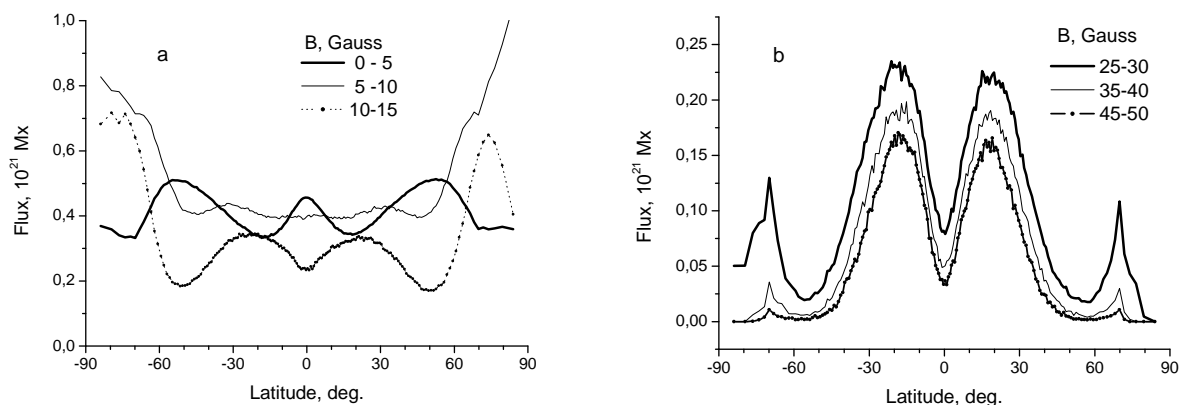 a
B, Gauss
0 - 5
5 -10
10-15
1,0
0,8
0,6
0,4
0,2
0,0
Flux, 10²¹ Mx
-90 -60 -30 0 30 60 90
Latitude, deg.
b
B, Gauss
25-30
35-40
45-50
0,25
0,20
0,15
0,10
0,05
0,00
Flux, 10²¹ Mx
-90 -60 -30 0 30 60 90
Latitude, deg.